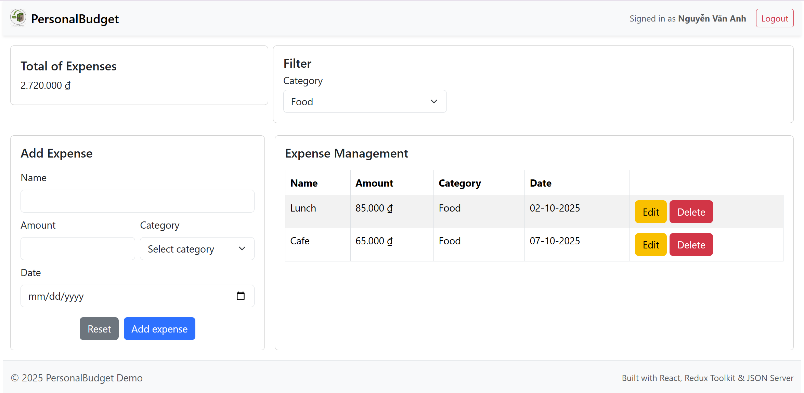 PersonalBudget
Signed in as Nguyễn Văn Anh
Logout
Total of Expenses
2.720.000 ₫
Filter
Category
Food
Add Expense
Name
Amount Category
Select category
Date
mm/dd/yyyy
Reset Add expense
Expense Management
Name Amount Category Date
Lunch 85.000 ₫ Food 02-10-2025 Edit Delete
Cafe 65.000 ₫ Food 07-10-2025 Edit Delete
© 2025 PersonalBudget Demo
Built with React, Redux Toolkit & JSON Server